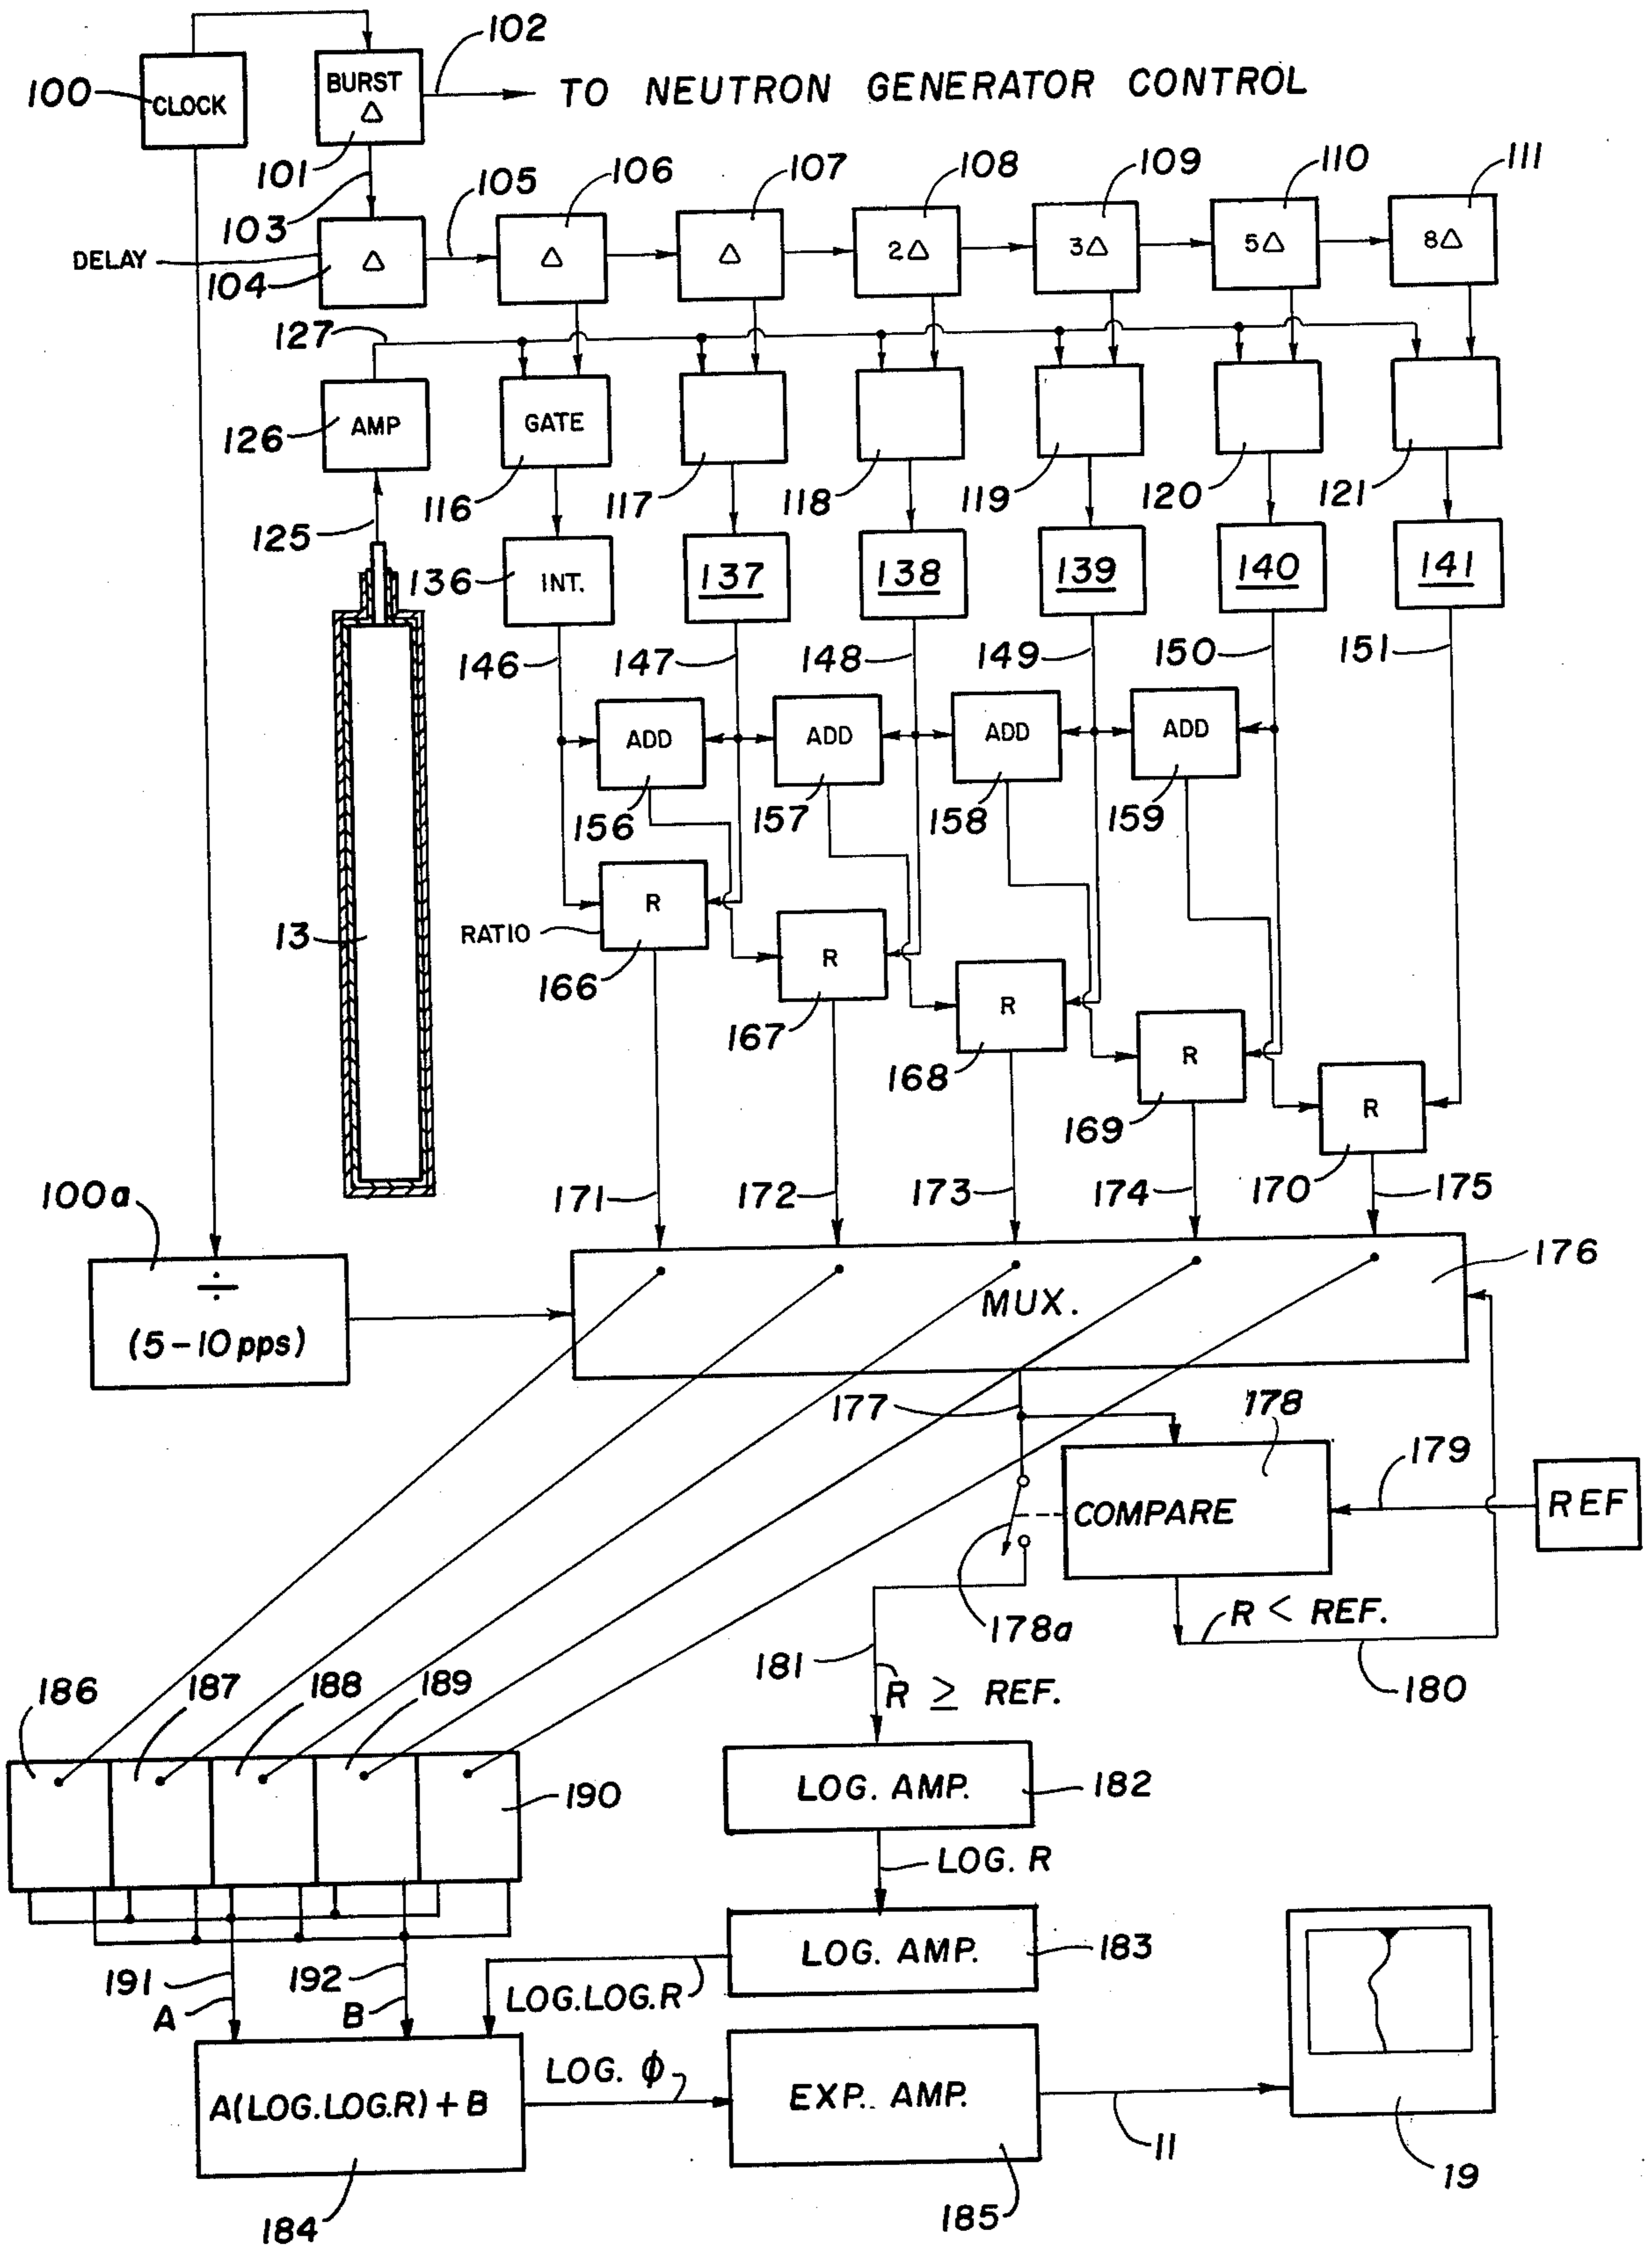 102
100
CLOCK
BURST
Δ
TO NEUTRON GENERATOR CONTROL
101
103
105
106
107
108
109
110
111
DELAY
104
Δ
Δ
Δ
2Δ
3Δ
5Δ
8Δ
127
126
AMP
GATE
116
117
118
119
120
121
125
136
INT.
137
138
139
140
141
146
147
148
149
150
151
ADD
ADD
ADD
ADD
156
157
158
159
13
RATIO
R
166
R
167
R
168
R
169
R
170
100a
171
172
173
174
175
÷
(5-10 pps)
MUX.
176
177
178
179
COMPARE
REF
178a
R < REF.
180
181
R ≥ REF.
186
187
188
189
190
LOG. AMP.
182
LOG. R
LOG. AMP.
183
191
192
A
B
LOG.LOG.R
A(LOG.LOG.R)+B
184
LOG. ϕ
EXP. AMP.
185
11
19